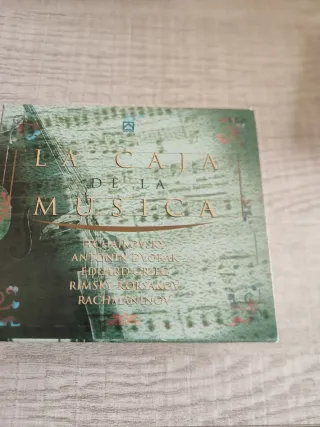 LA CAJA
DE LA
MUSICA
TCHAIKOVSKY
ANTONIN DVORAK
EDVARD GRIEG
RIMSKY-KORSAKOV
RACHMANINOV